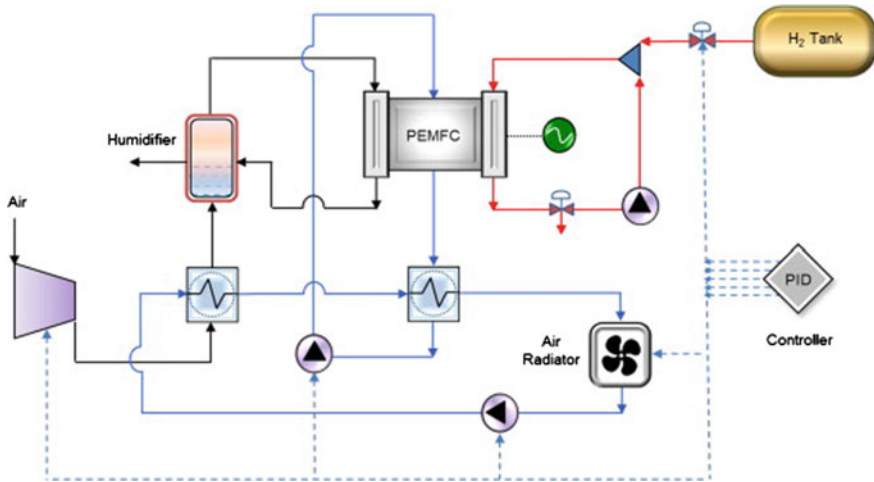 H₂ Tank
PEMFC
Humidifier
Air
PID
Air
Radiator
Controller